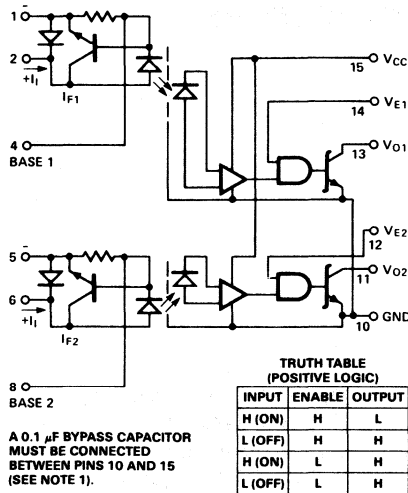 1 -
2
+I_I
I_F1
4
BASE 1
15 V_CC
14 V_E1
13 V_O1
5 -
6
+I_I
I_F2
8
BASE 2
12 V_E2
11 V_O2
10 GND
A 0.1 μF BYPASS CAPACITOR
MUST BE CONNECTED
BETWEEN PINS 10 AND 15
(SEE NOTE 1).
TRUTH TABLE
(POSITIVE LOGIC)
INPUT ENABLE OUTPUT
H (ON) H L
L (OFF) H H
H (ON) L H
L (OFF) L H